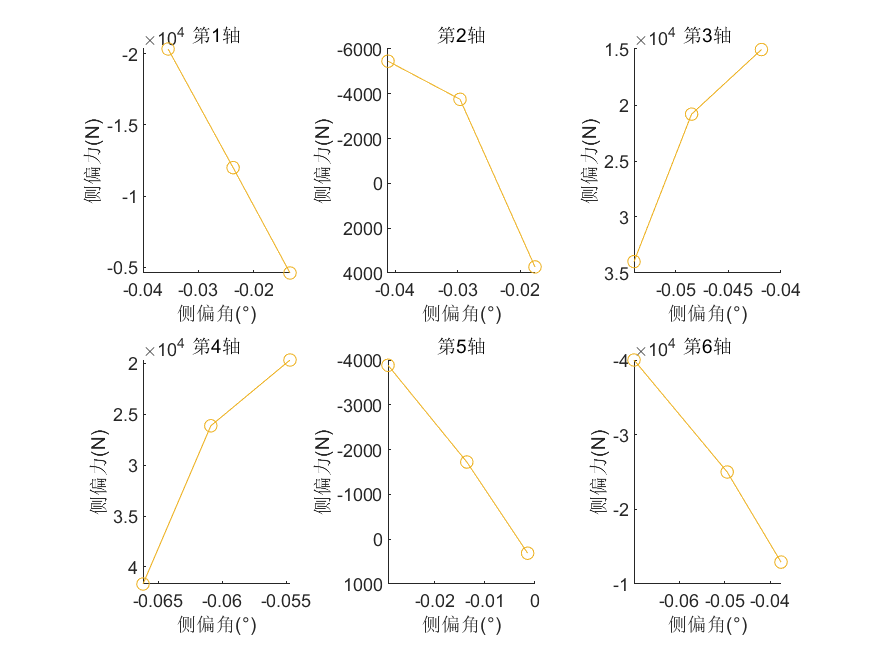 ×10⁴ 第1轴
-2
-1.5
-1
-0.5
-0.04 -0.03 -0.02
侧偏角(°)
侧偏力(N)
第2轴
-6000
-4000
-2000
0
2000
4000
-0.04 -0.03 -0.02
侧偏角(°)
侧偏力(N)
×10⁴ 第3轴
1.5
2
2.5
3
3.5
-0.05 -0.045 -0.04
侧偏角(°)
侧偏力(N)
×10⁴ 第4轴
2
2.5
3
3.5
4
-0.065 -0.06 -0.055
侧偏角(°)
侧偏力(N)
第5轴
-4000
-3000
-2000
-1000
0
1000
-0.02 -0.01 0
侧偏角(°)
侧偏力(N)
×10⁴ 第6轴
-4
-3
-2
-1
-0.06 -0.05 -0.04
侧偏角(°)
侧偏力(N)